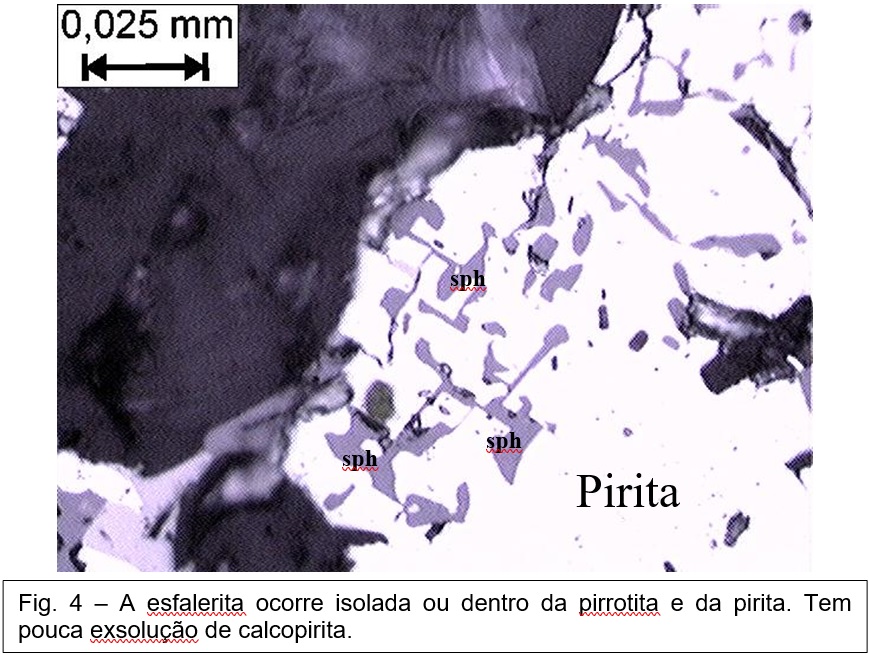 0,025 mm
sph
sph
sph
Pirita
Fig. 4 – A esfalerita ocorre isolada ou dentro da pirrotita e da pirita. Tem
pouca exsolução de calcopirita.